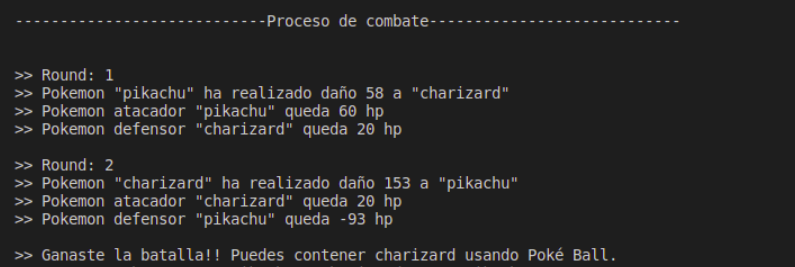 ----------------------------Proceso de combate----------------------------
>> Round: 1
>> Pokemon "pikachu" ha realizado daño 58 a "charizard"
>> Pokemon atacador "pikachu" queda 60 hp
>> Pokemon defensor "charizard" queda 20 hp
>> Round: 2
>> Pokemon "charizard" ha realizado daño 153 a "pikachu"
>> Pokemon atacador "charizard" queda 20 hp
>> Pokemon defensor "pikachu" queda -93 hp
>> Ganaste la batalla!! Puedes contener charizard usando Poké Ball.